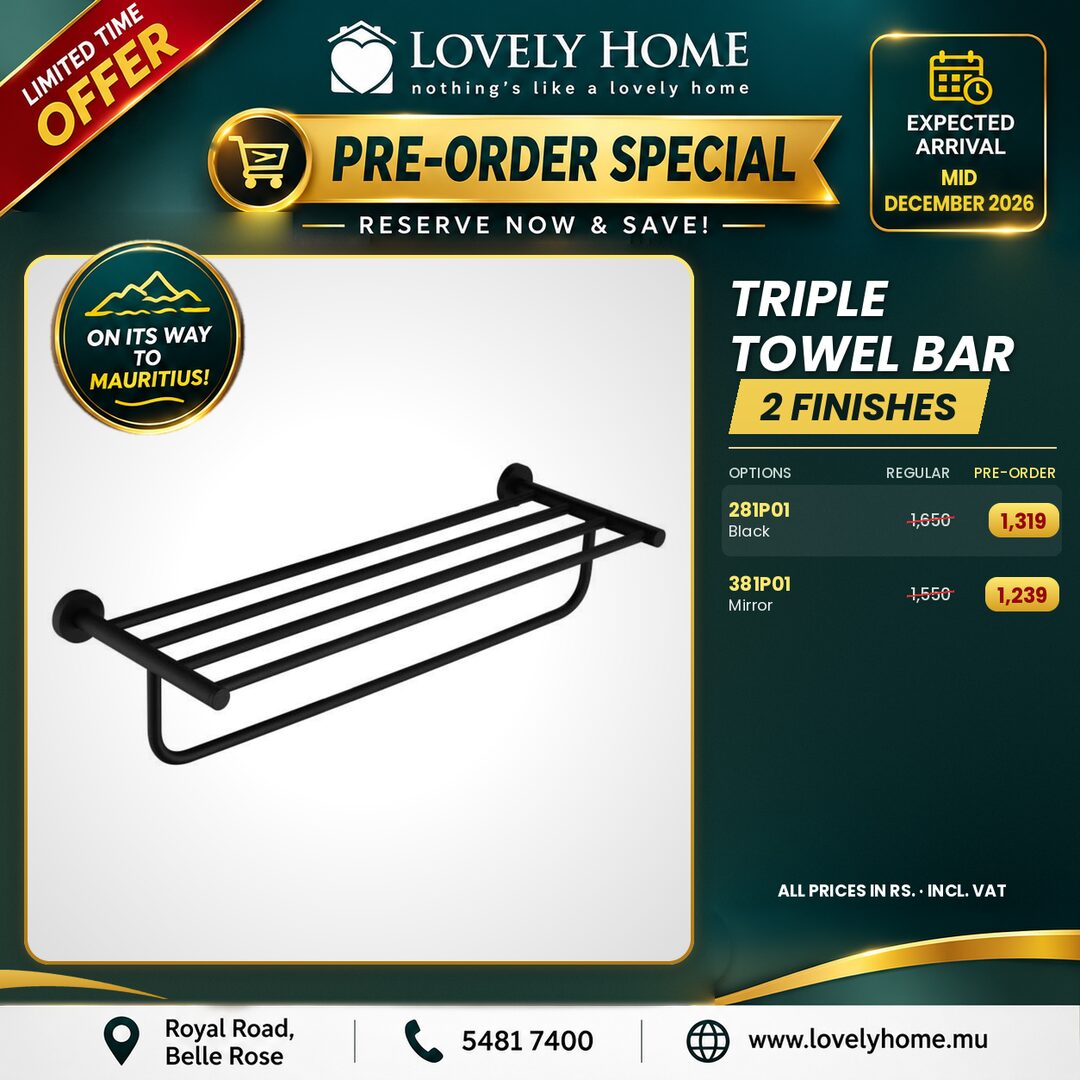 LIMITED TIME
OFFER
LOVELY HOME
nothing's like a lovely home
PRE-ORDER SPECIAL
RESERVE NOW & SAVE!
EXPECTED
ARRIVAL
MID
DECEMBER 2026
ON ITS WAY
TO
MAURITIUS!
TRIPLE
TOWEL BAR
2 FINISHES
OPTIONS REGULAR PRE-ORDER
281P01
Black 1,650 1,319
381P01
Mirror 1,550 1,239
ALL PRICES IN RS. · INCL. VAT
Royal Road,
Belle Rose
5481 7400
www.lovelyhome.mu